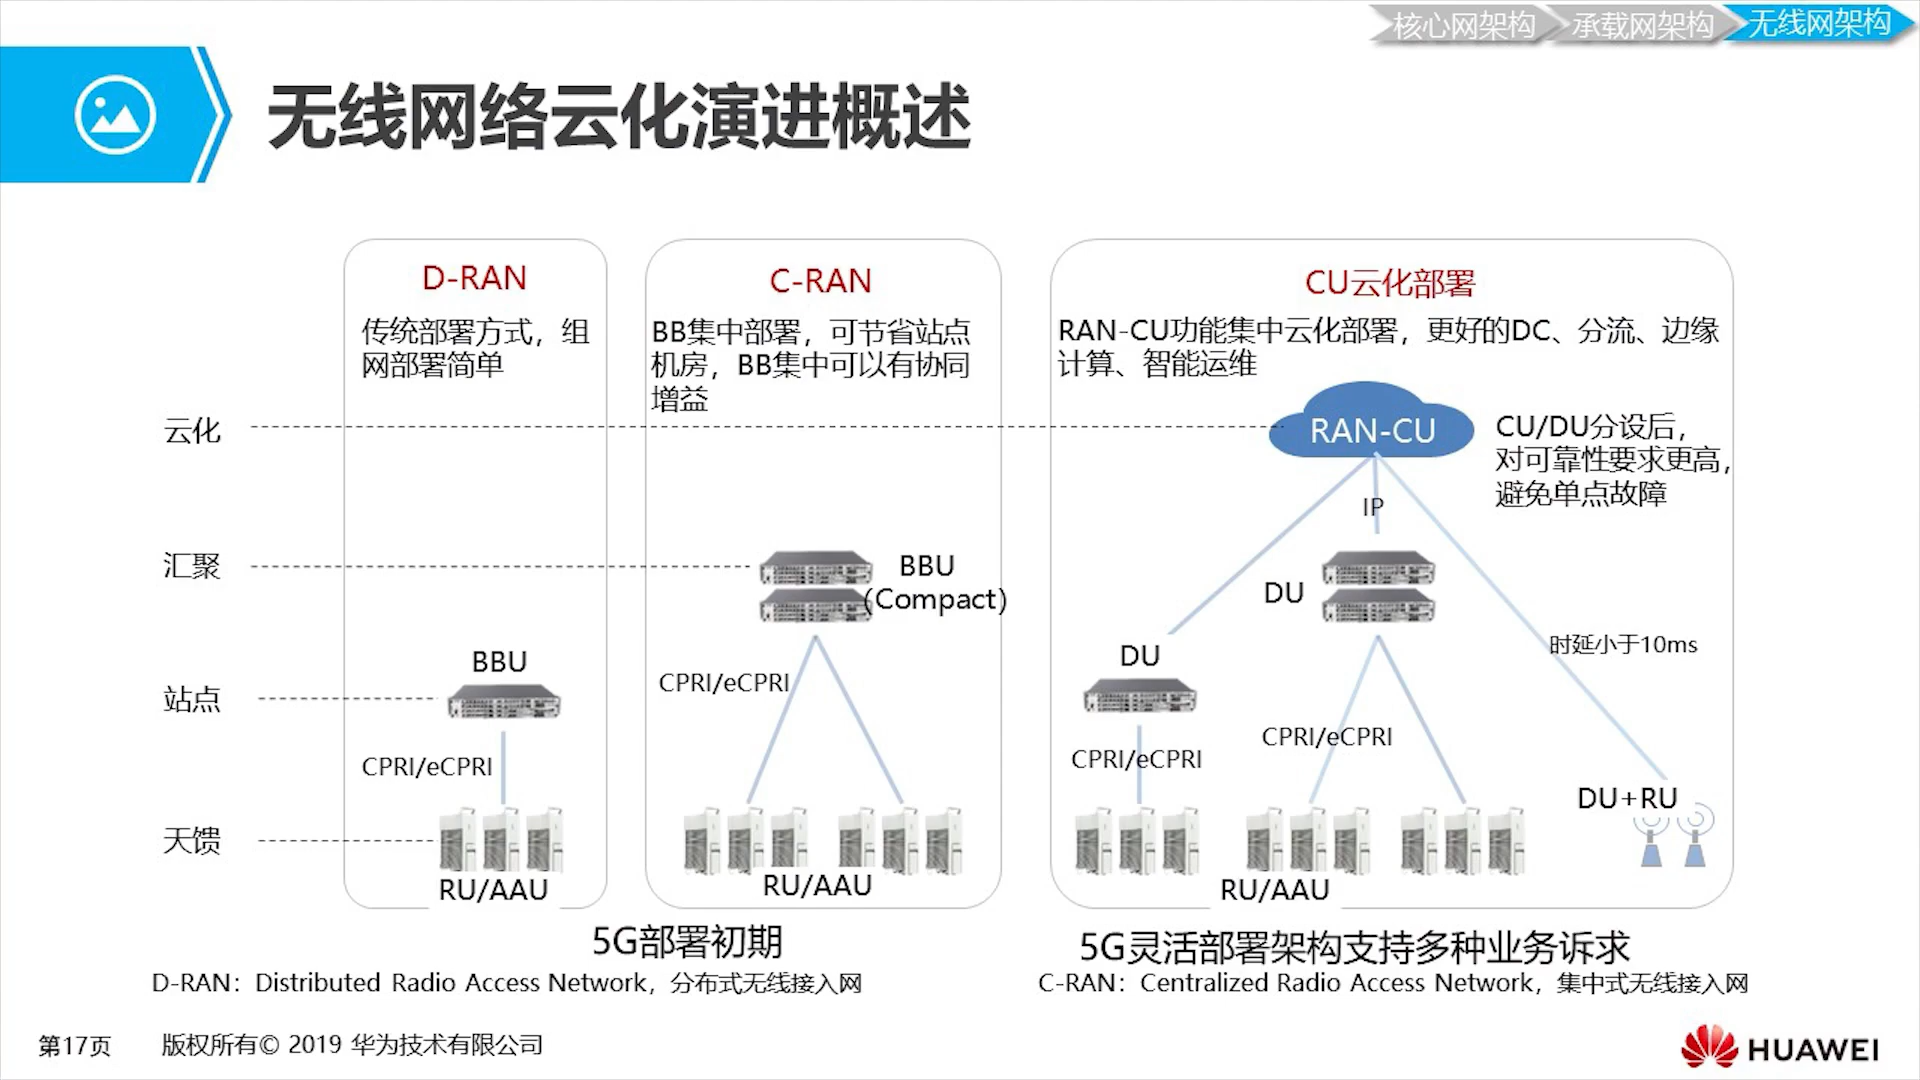 核心网架构
承载网架构
无线网架构
无线网络云化演进概述
D-RAN
传统部署方式，组
网部署简单
C-RAN
BB集中部署，可节省站点
机房，BB集中可以有协同
增益
CU云化部署
RAN-CU功能集中云化部署，更好的DC、分流、边缘
计算、智能运维
云化
RAN-CU
CU/DU分设后，
对可靠性要求更高，
避免单点故障
IP
汇聚
BBU
(Compact)
DU
时延小于10ms
BBU
CPRI/eCPRI
DU
站点
CPRI/eCPRI
CPRI/eCPRI
CPRI/eCPRI
DU+RU
天馈
RU/AAU
RU/AAU
RU/AAU
5G部署初期
5G灵活部署架构支持多种业务诉求
D-RAN：Distributed Radio Access Network，分布式无线接入网
C-RAN：Centralized Radio Access Network，集中式无线接入网
第17页
版权所有© 2019 华为技术有限公司
HUAWEI